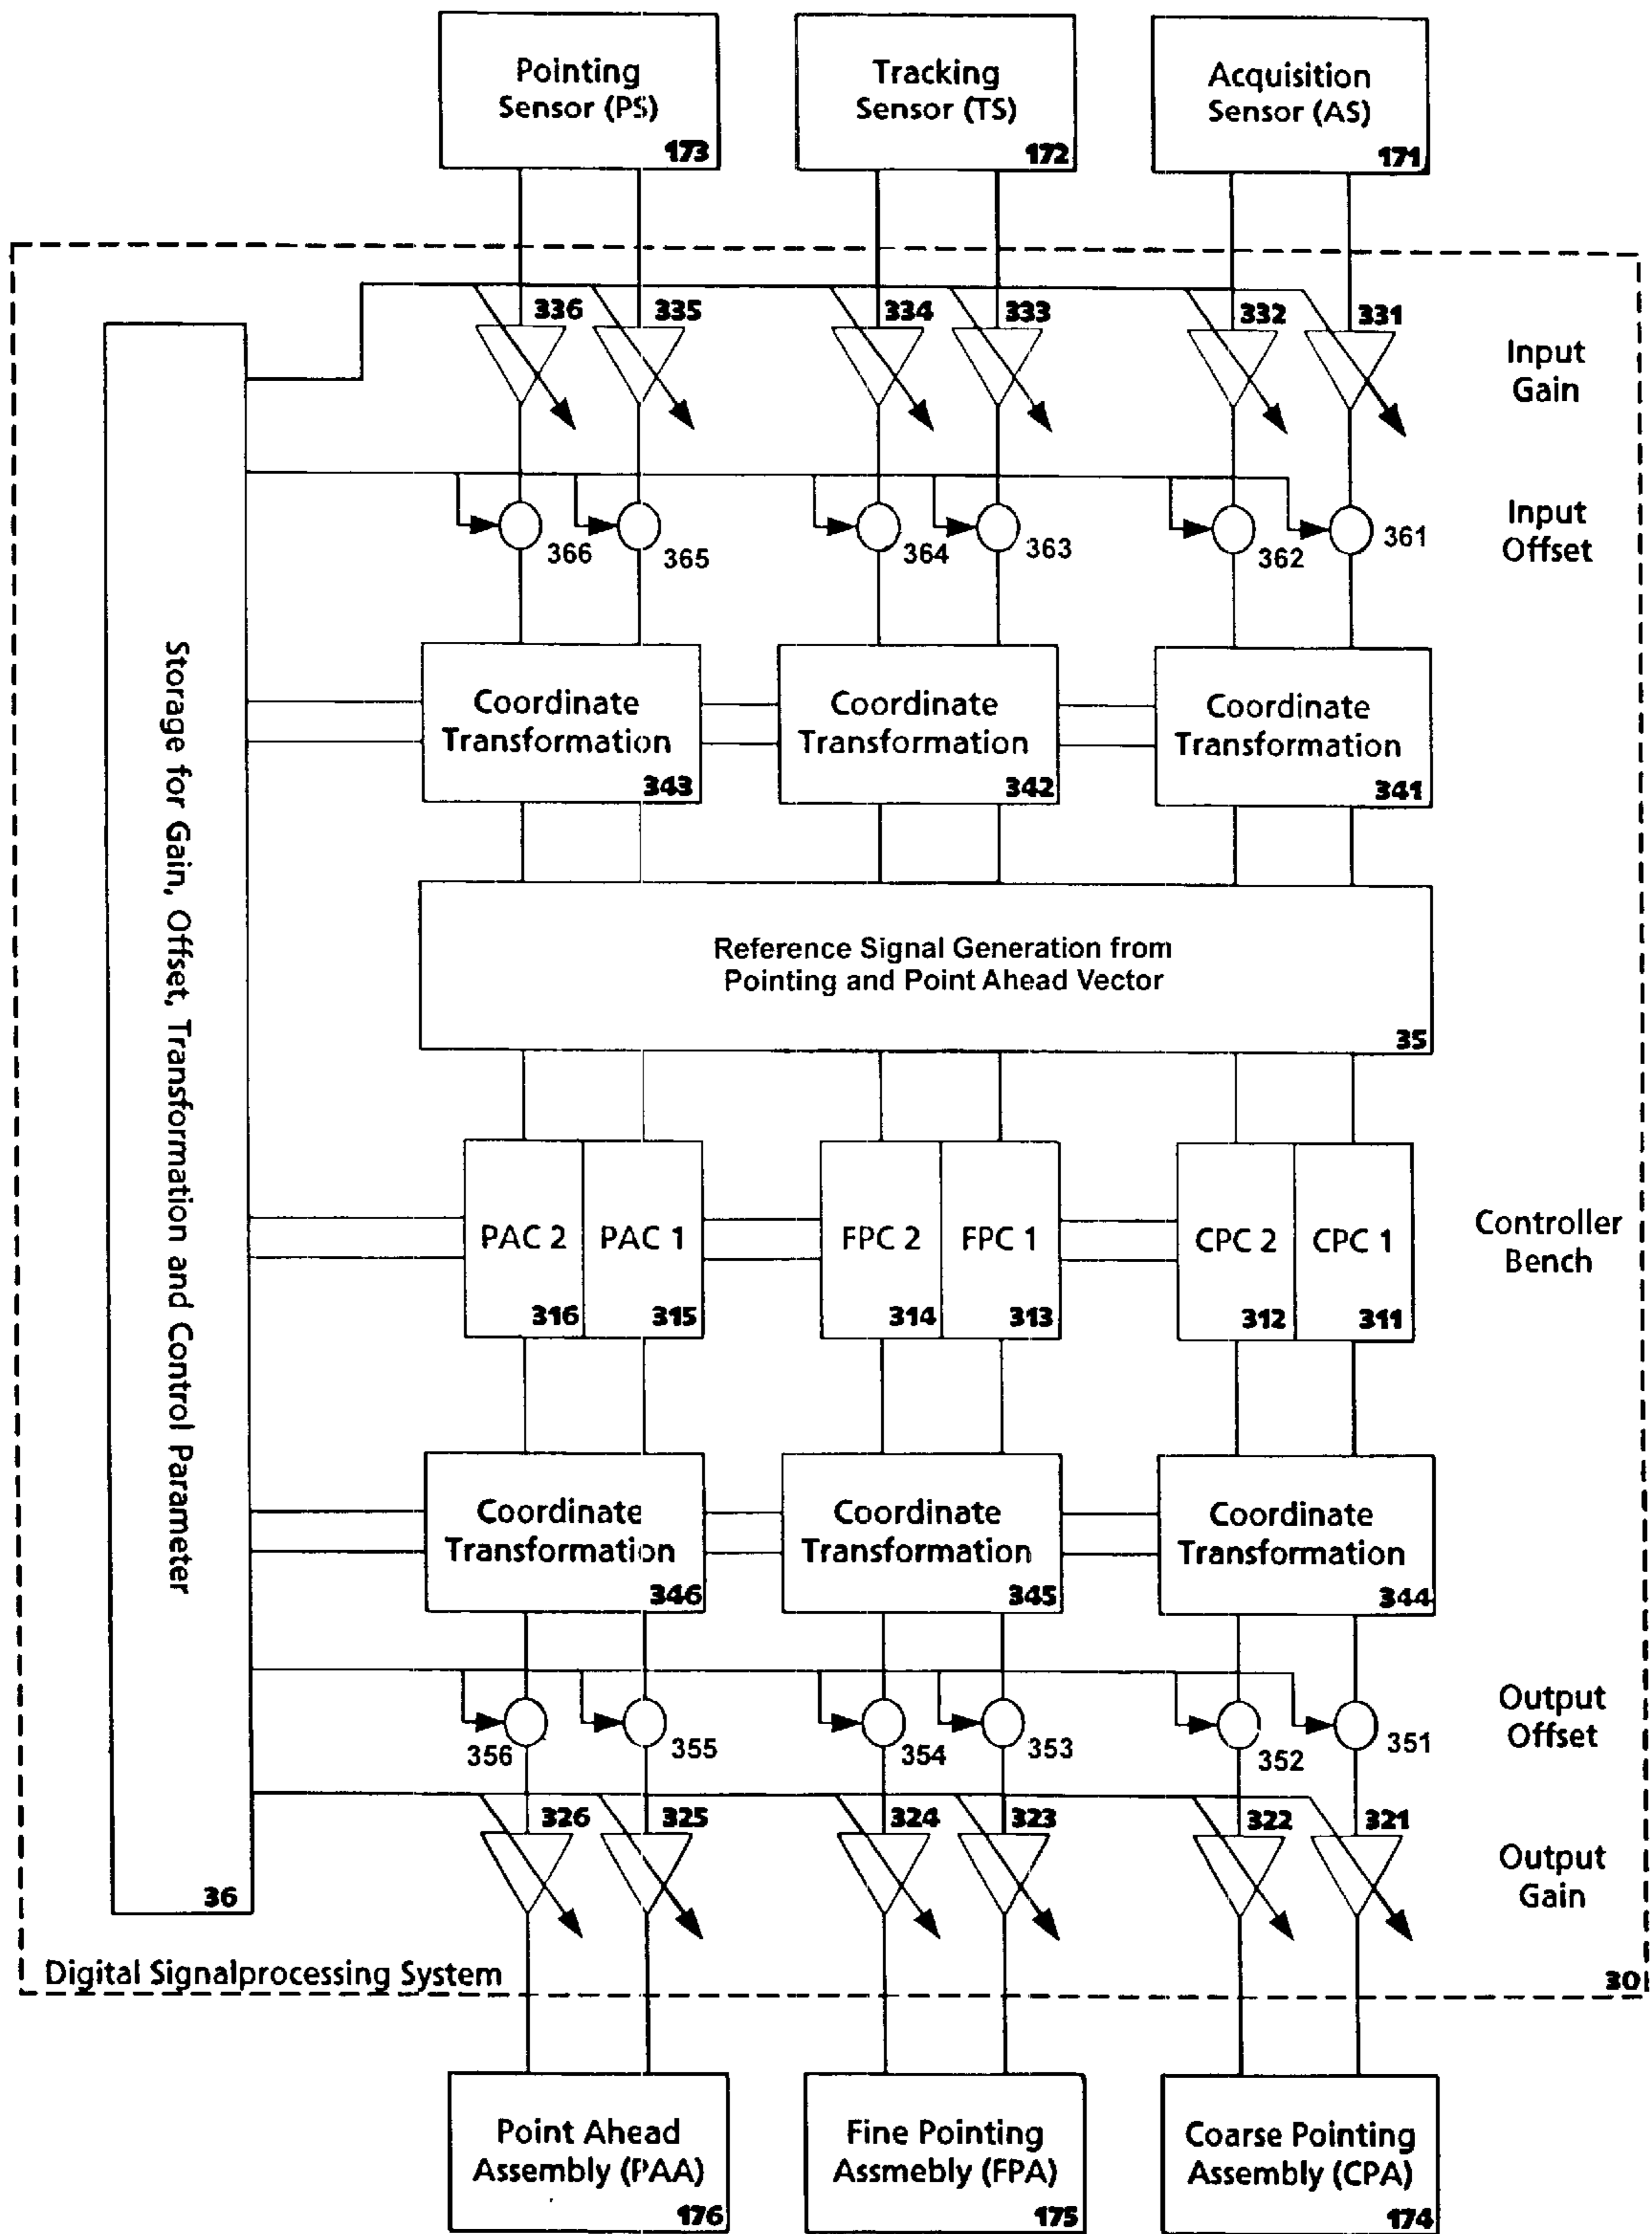 Pointing
Sensor (PS)
173
Tracking
Sensor (TS)
172
Acquisition
Sensor (AS)
171
336
335
334
333
332
331
Input
Gain
366
365
364
363
362
361
Input
Offset
Storage for Gain, Offset, Transformation and Control Parameter
36
Coordinate
Transformation
343
Coordinate
Transformation
342
Coordinate
Transformation
341
Reference Signal Generation from
Pointing and Point Ahead Vector
35
PAC 2
316
PAC 1
315
FPC 2
314
FPC 1
313
CPC 2
312
CPC 1
311
Controller
Bench
Coordinate
Transformation
346
Coordinate
Transformation
345
Coordinate
Transformation
344
356
355
354
353
352
351
Output
Offset
326
325
324
323
322
321
Output
Gain
Digital Signalprocessing System
30
Point Ahead
Assembly (PAA)
176
Fine Pointing
Assmebly (FPA)
175
Coarse Pointing
Assembly (CPA)
174